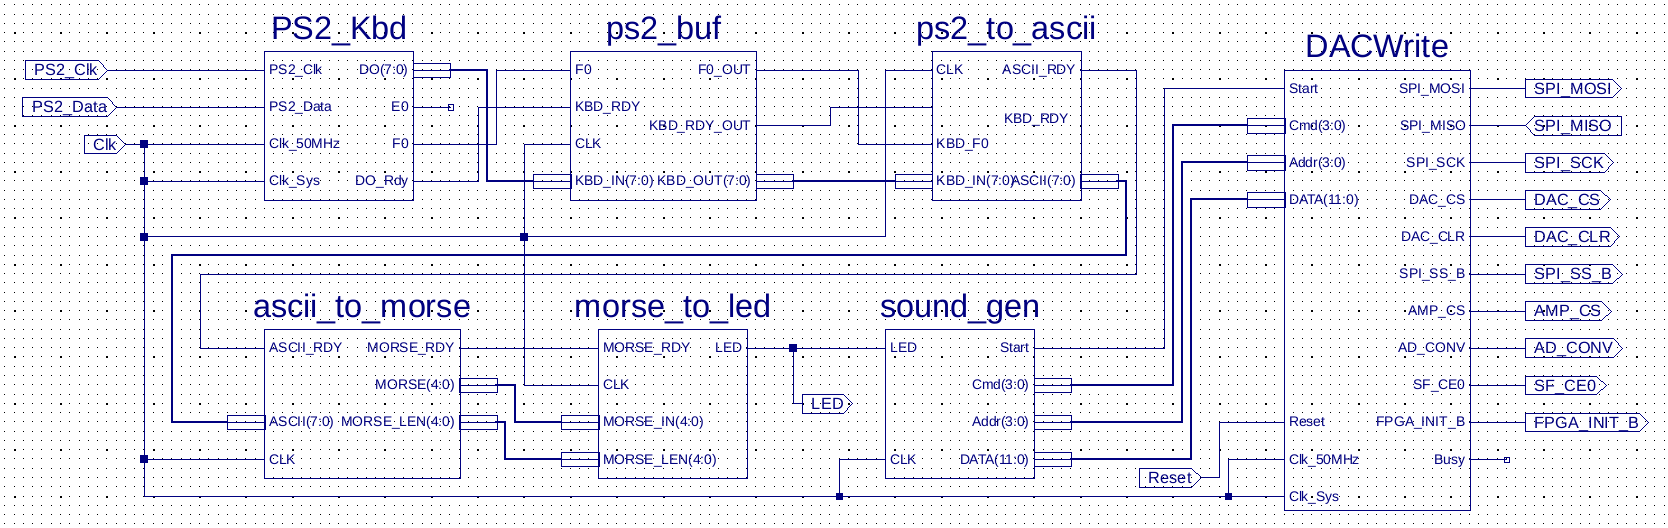 PS2_Kbd
ps2_buf
ps2_to_ascii
DACWrite
PS2_Clk
PS2_Data
Clk
PS2_Clk
DO(7:0)
PS2_Data
E0
Clk_50MHz
F0
Clk_Sys
DO_Rdy
F0
F0_OUT
KBD_RDY
KBD_RDY_OUT
CLK
KBD_IN(7:0)
KBD_OUT(7:0)
CLK
ASCII_RDY
KBD_RDY
KBD_F0
KBD_IN(7:0)
ASCII(7:0)
Start
SPI_MOSI
SPI_MOSI
Cmd(3:0)
SPI_MISO
SPI_MISO
Addr(3:0)
SPI_SCK
SPI_SCK
DATA(11:0)
DAC_CS
DAC_CS
DAC_CLR
DAC_CLR
SPI_SS_B
SPI_SS_B
AMP_CS
AMP_CS
AD_CONV
AD_CONV
SF_CE0
SF_CE0
Reset
FPGA_INIT_B
FPGA_INIT_B
Clk_50MHz
Busy
Clk_Sys
ascii_to_morse
morse_to_led
sound_gen
ASCII_RDY
MORSE_RDY
MORSE(4:0)
ASCII(7:0)
MORSE_LEN(4:0)
CLK
MORSE_RDY
LED
CLK
MORSE_IN(4:0)
MORSE_LEN(4:0)
LED
LED
Start
Cmd(3:0)
Addr(3:0)
CLK
DATA(11:0)
Reset